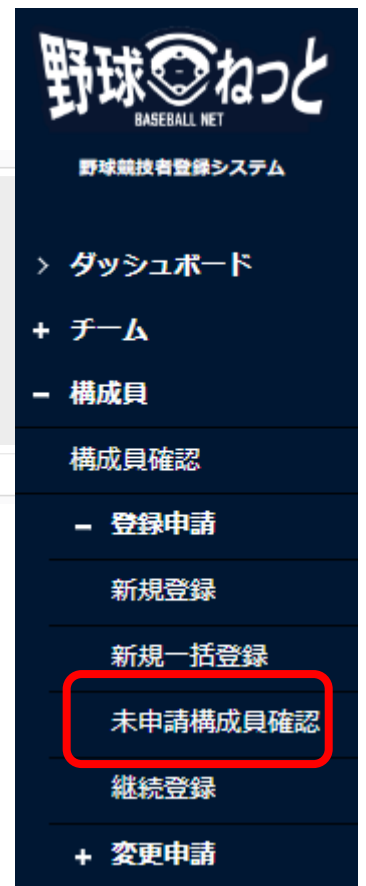 野球ねっと
BASEBALL NET
野球競技者登録システム
> ダッシュボード
+ チーム
− 構成員
構成員確認
− 登録申請
新規登録
新規一括登録
未申請構成員確認
継続登録
+ 変更申請